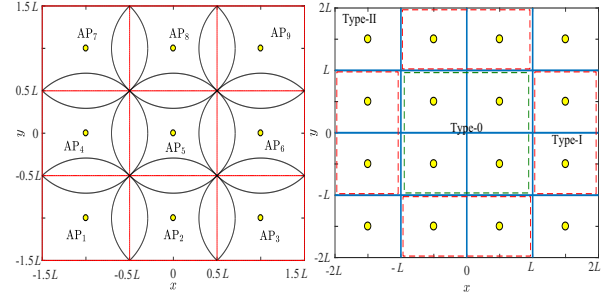 1.5L
AP7 AP8 AP9
0.5L
y 0
AP4 AP5 AP6
-0.5L
AP1 AP2 AP3
-1.5L
-1.5L -0.5L 0 0.5L 1.5L
x
2L
Type-II
L
Type-0
y 0
Type-I
-L
-2L
-2L -L 0 L 2L
x